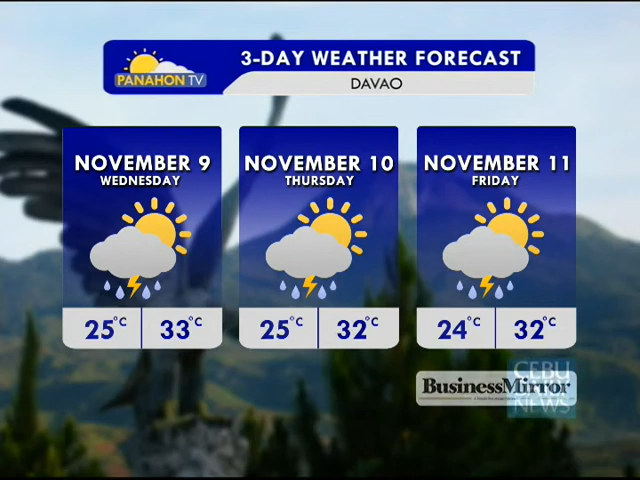 3-DAY WEATHER FORECAST
PANAHON TV
DAVAO
NOVEMBER 9
WEDNESDAY
25°C
33°C
NOVEMBER 10
THURSDAY
25°C
32°C
NOVEMBER 11
FRIDAY
24°C
32°C
BusinessMirror
CEBU
NEWS